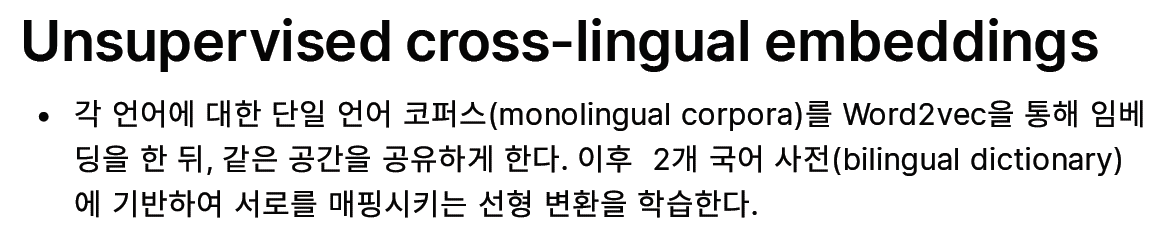 Unsupervised cross-lingual embeddings
• 각 언어에 대한 단일 언어 코퍼스(monolingual corpora)를 Word2vec을 통해 임베
딩을 한 뒤, 같은 공간을 공유하게 한다. 이후  2개 국어 사전(bilingual dictionary)
에 기반하여 서로를 매핑시키는 선형 변환을 학습한다.